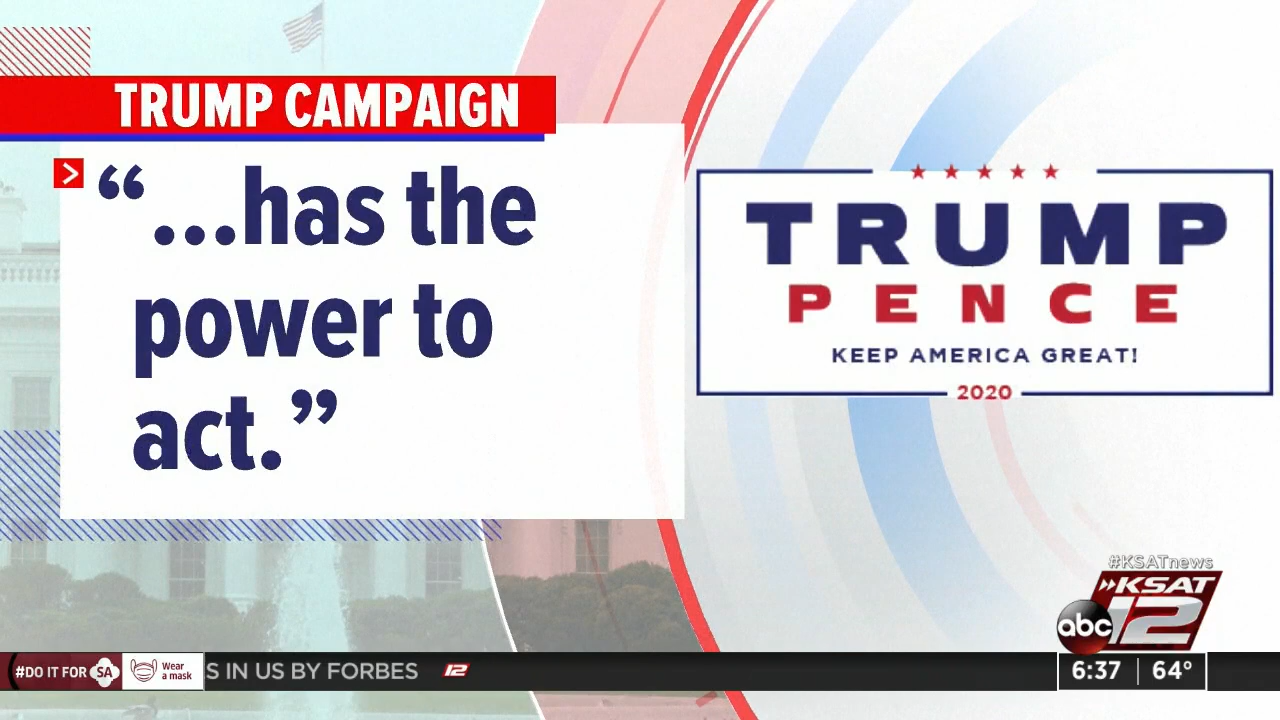 TRUMP CAMPAIGN
“...has the
power to
act.”
TRUMP
PENCE
KEEP AMERICA GREAT!
2020
#KSATnews
KSAT
abc 12
#DO IT FOR SA
Wear
a mask
S IN US BY FORBES 12
6:37 64°